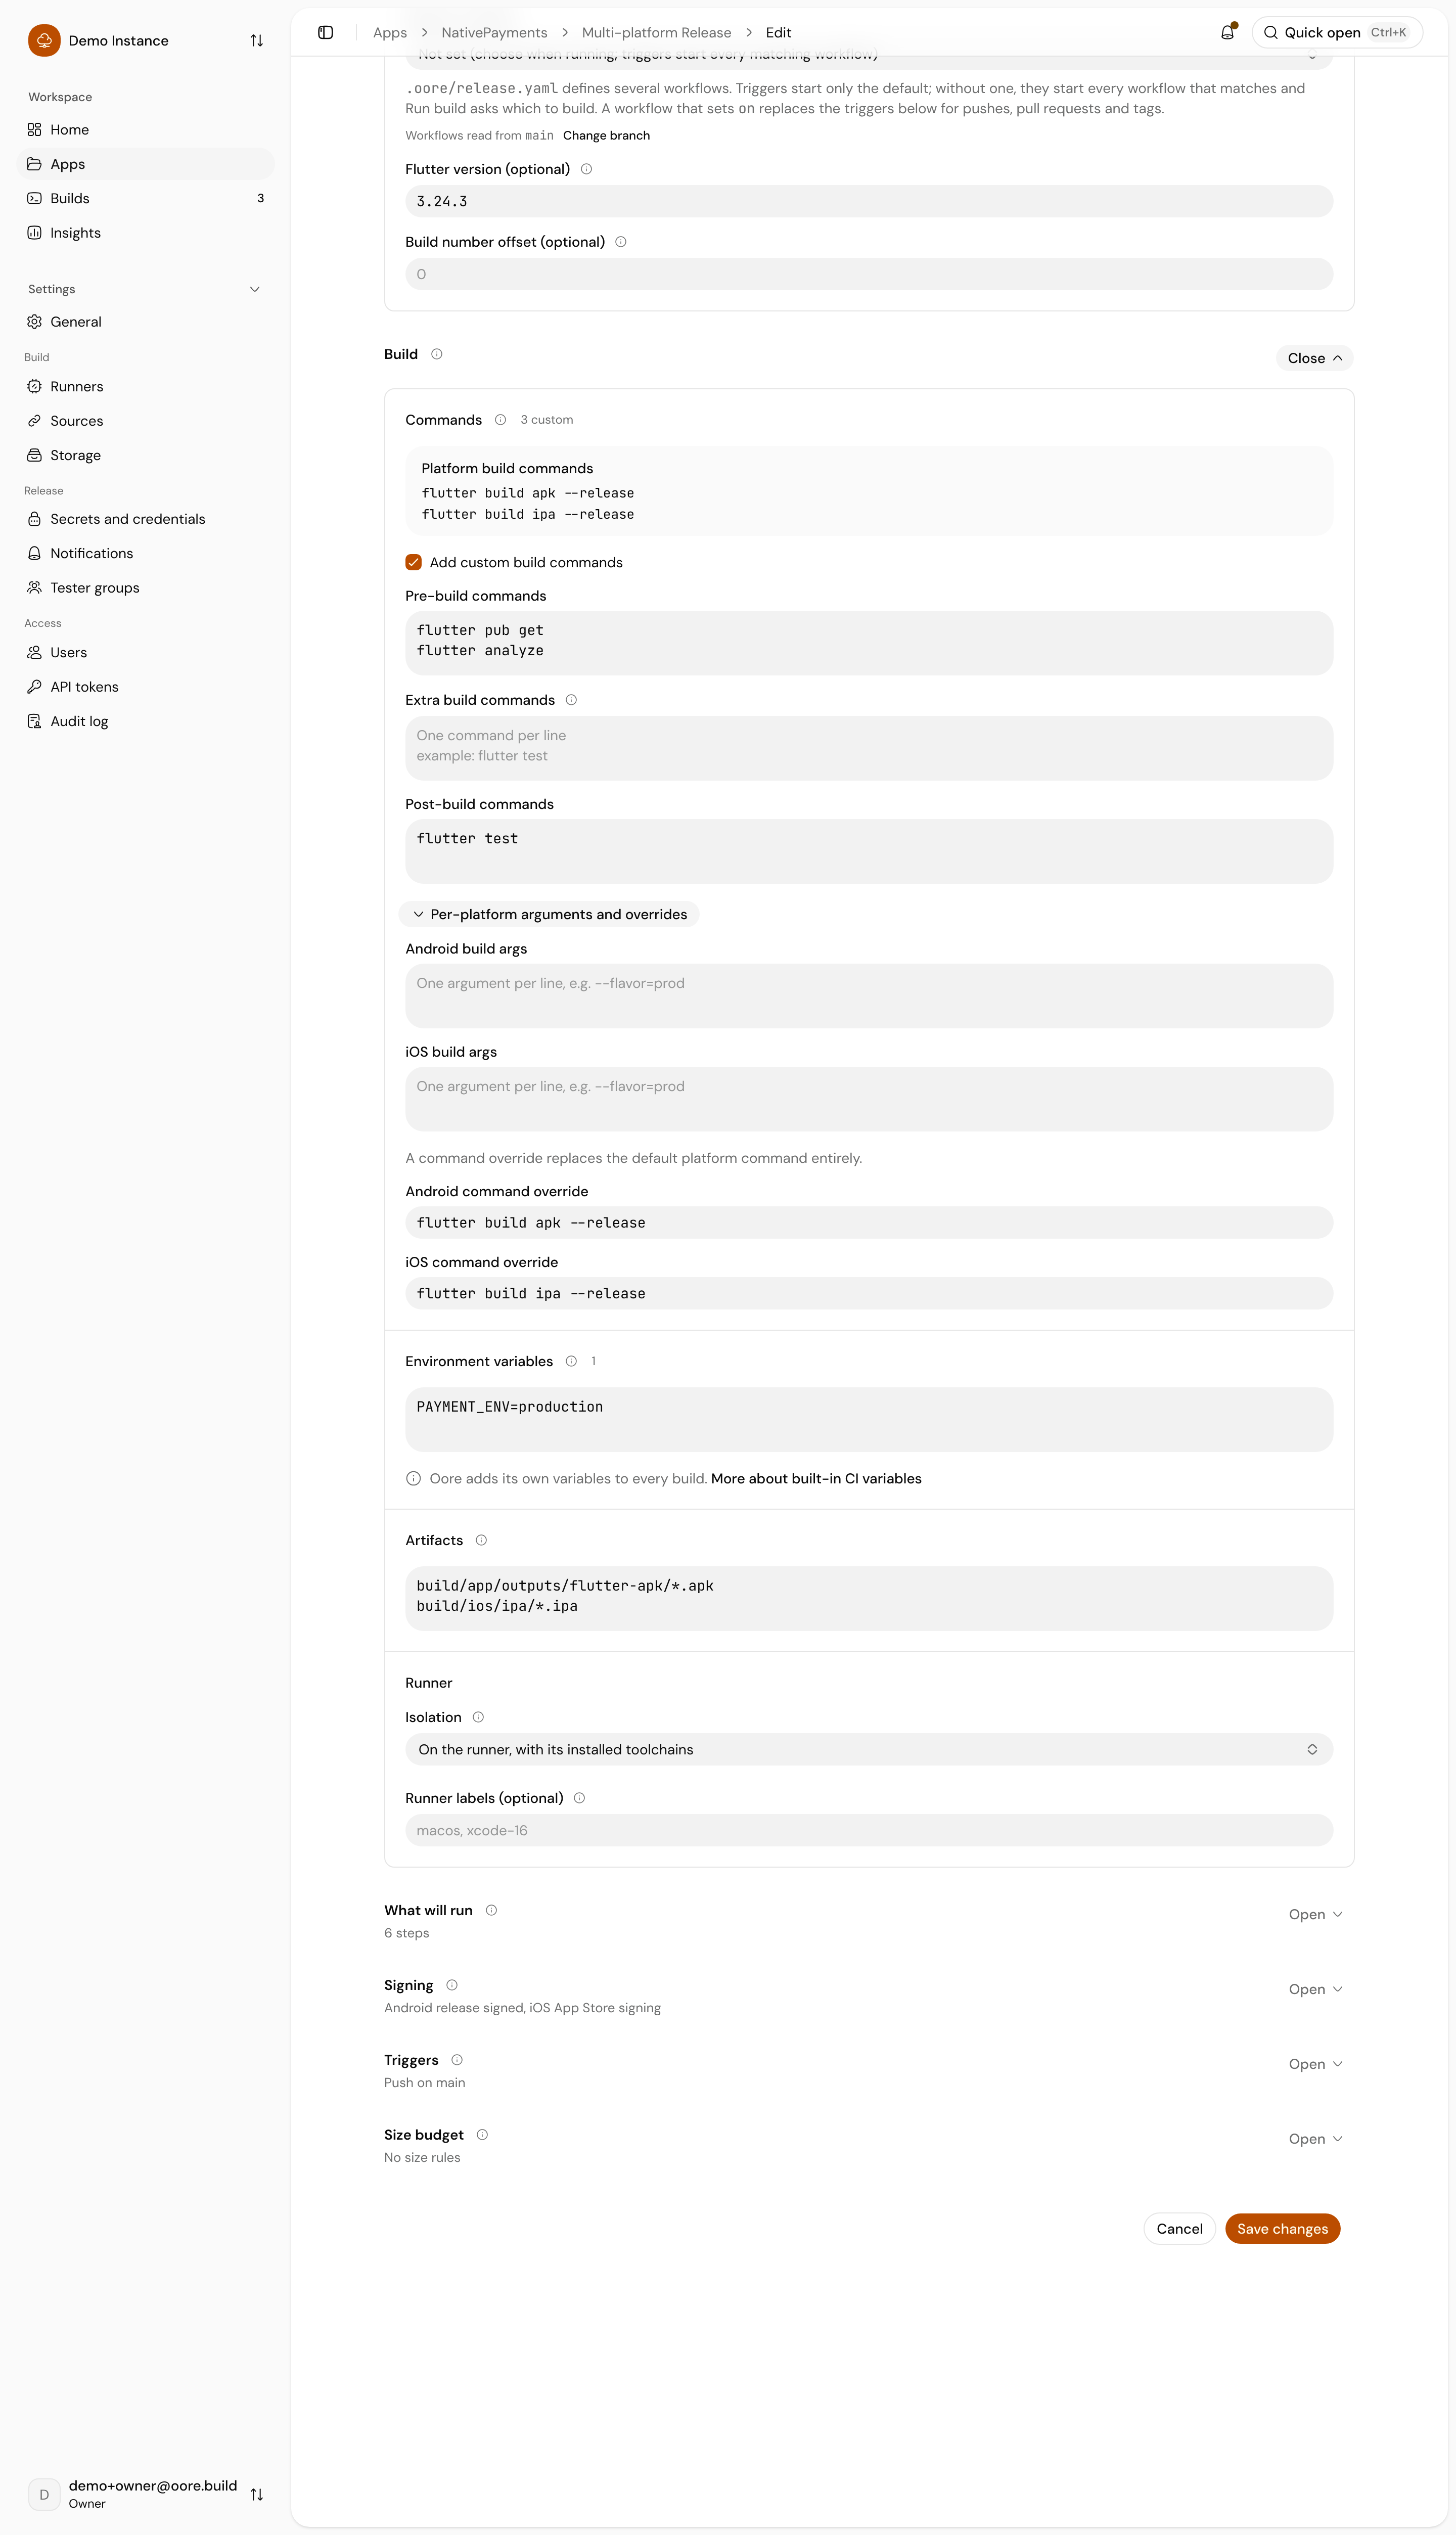 Demo Instance
Workspace
Home
Apps
Builds 3
Insights
Settings
General
Build
Runners
Sources
Storage
Release
Secrets and credentials
Notifications
Tester groups
Access
Users
API tokens
Audit log
D
demo+owner@oore.build
Owner
Apps > NativePayments > Multi-platform Release > Edit
Quick open Ctrl+K
Not set (choose when running; triggers start every matching workflow)
.oore/release.yaml defines several workflows. Triggers start only the default; without one, they start every workflow that matches and
Run build asks which to build. A workflow that sets on replaces the triggers below for pushes, pull requests and tags.
Workflows read from main Change branch
Flutter version (optional)
3.24.3
Build number offset (optional)
0
Build
Close
Commands 3 custom
Platform build commands
flutter build apk --release
flutter build ipa --release
Add custom build commands
Pre-build commands
flutter pub get
flutter analyze
Extra build commands
One command per line
example: flutter test
Post-build commands
flutter test
Per-platform arguments and overrides
Android build args
One argument per line, e.g. --flavor=prod
iOS build args
One argument per line, e.g. --flavor=prod
A command override replaces the default platform command entirely.
Android command override
flutter build apk --release
iOS command override
flutter build ipa --release
Environment variables 1
PAYMENT_ENV=production
Oore adds its own variables to every build. More about built-in CI variables
Artifacts
build/app/outputs/flutter-apk/*.apk
build/ios/ipa/*.ipa
Runner
Isolation
On the runner, with its installed toolchains
Runner labels (optional)
macos, xcode-16
What will run
Open
6 steps
Signing
Open
Android release signed, iOS App Store signing
Triggers
Open
Push on main
Size budget
Open
No size rules
Cancel
Save changes